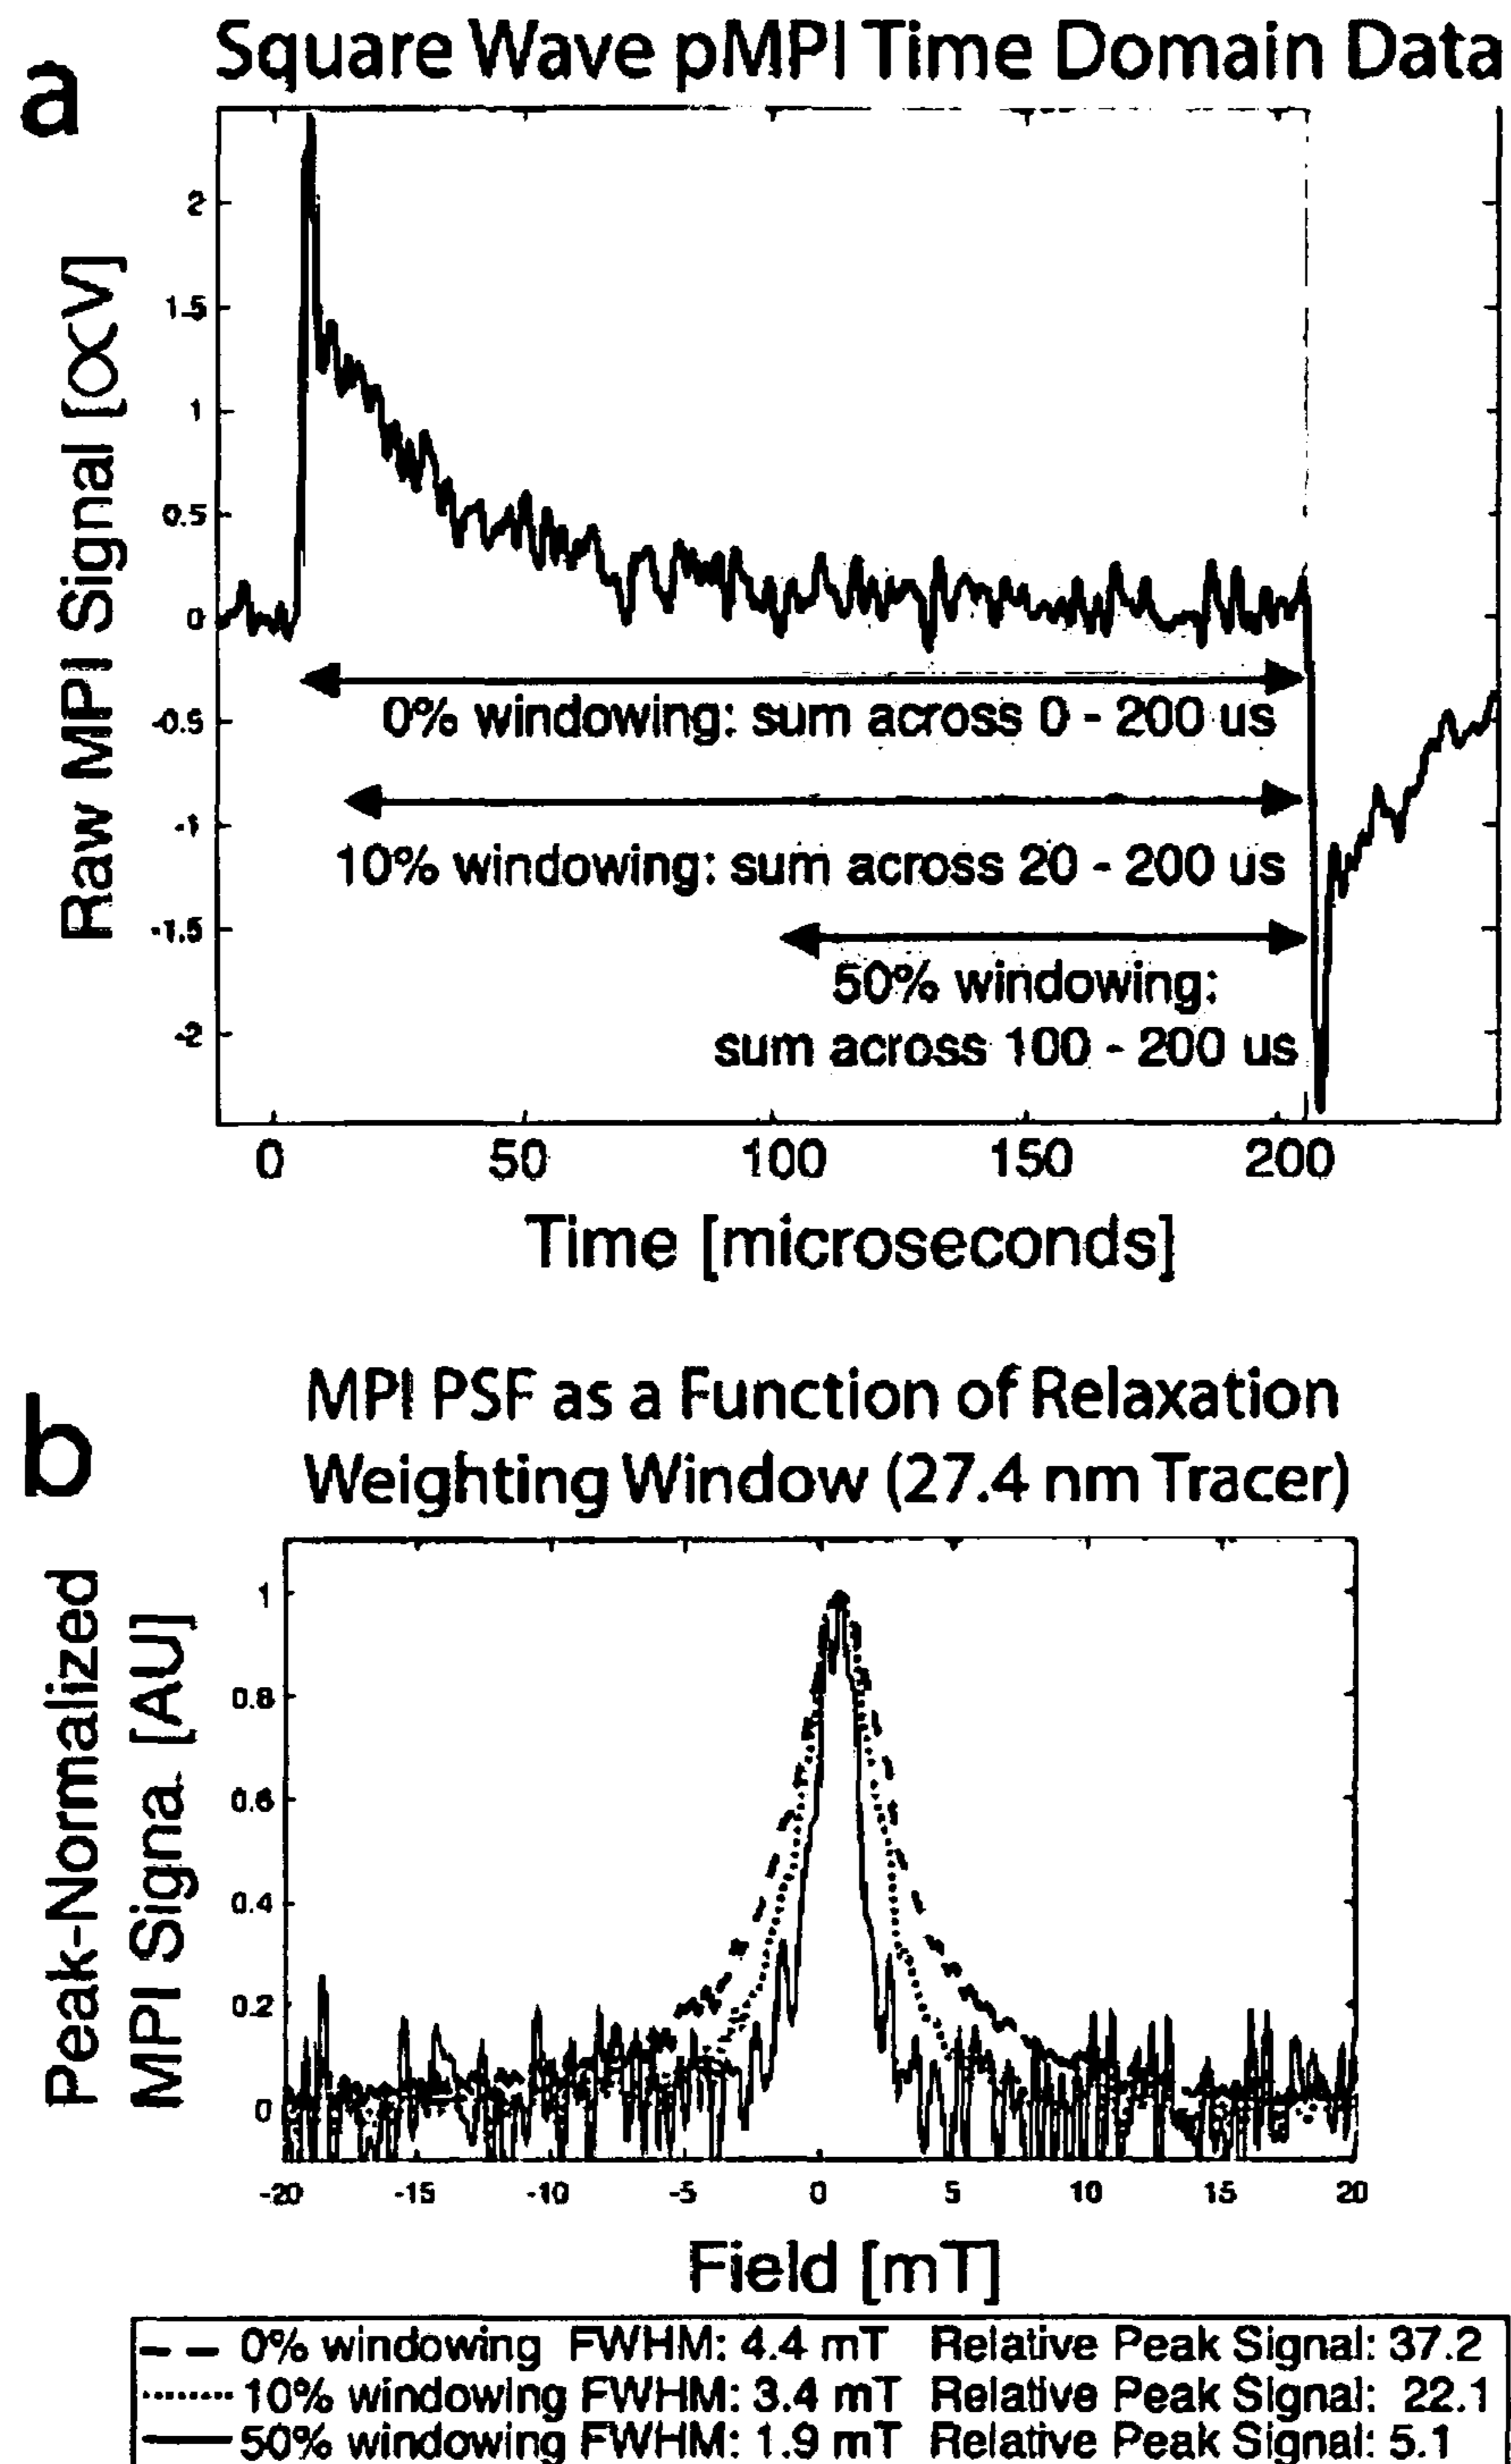 a
Square Wave pMPI Time Domain Data
Raw MPI Signal [∝V]
2
1.5
1
0.5
0
-0.5
-1
-1.5
-2
0% windowing: sum across 0 - 200 us
10% windowing: sum across 20 - 200 us
50% windowing:
sum across 100 - 200 us
0 50 100 150 200
Time [microseconds]
b
MPI PSF as a Function of Relaxation
Weighting Window (27.4 nm Tracer)
Peak-Normalized
MPI Signa. [AU]
1
0.8
0.6
0.4
0.2
0
-20 -15 -10 -5 0 5 10 15 20
Field [mT]
0% windowing FWHM: 4.4 mT Relative Peak Signal: 37.2
10% windowing FWHM: 3.4 mT Relative Peak Signal: 22.1
50% windowing FWHM: 1.9 mT Relative Peak Signal: 5.1